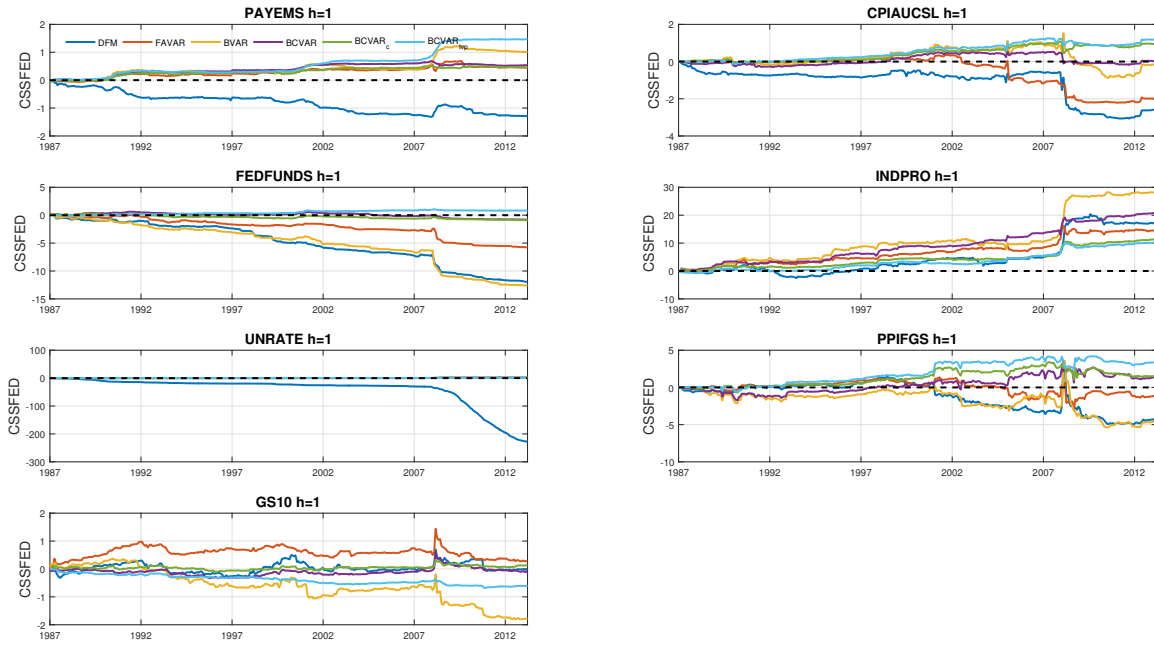 PAYEMS h=1
CSSFED
2
1
0
-1
-2
DFM FAVAR BVAR BCVAR BCVAR_c BCVAR_tvp
1987 1992 1997 2002 2007 2012
CPIAUCSL h=1
CSSFED
2
0
-2
-4
1987 1992 1997 2002 2007 2012
FEDFUNDS h=1
CSSFED
5
0
-5
-10
-15
1987 1992 1997 2002 2007 2012
INDPRO h=1
CSSFED
30
20
10
0
-10
1987 1992 1997 2002 2007 2012
UNRATE h=1
CSSFED
100
0
-100
-200
-300
1987 1992 1997 2002 2007 2012
PPIFGS h=1
CSSFED
5
0
-5
-10
1987 1992 1997 2002 2007 2012
GS10 h=1
CSSFED
2
1
0
-1
-2
1987 1992 1997 2002 2007 2012